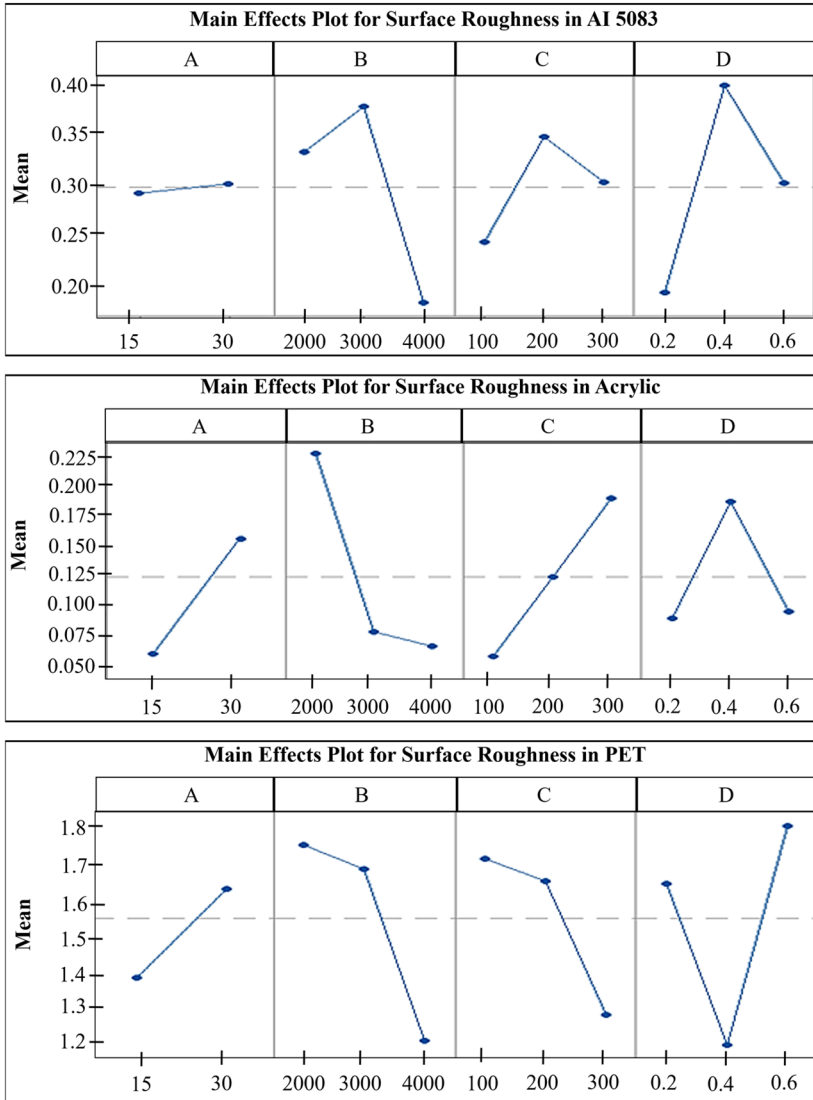 Main Effects Plot for Surface Roughness in AI 5083
A B C D
Mean
0.40
0.35
0.30
0.25
0.20
15 30 2000 3000 4000 100 200 300 0.2 0.4 0.6
Main Effects Plot for Surface Roughness in Acrylic
A B C D
Mean
0.225
0.200
0.175
0.150
0.125
0.100
0.075
0.050
15 30 2000 3000 4000 100 200 300 0.2 0.4 0.6
Main Effects Plot for Surface Roughness in PET
A B C D
Mean
1.8
1.7
1.6
1.5
1.4
1.3
1.2
15 30 2000 3000 4000 100 200 300 0.2 0.4 0.6